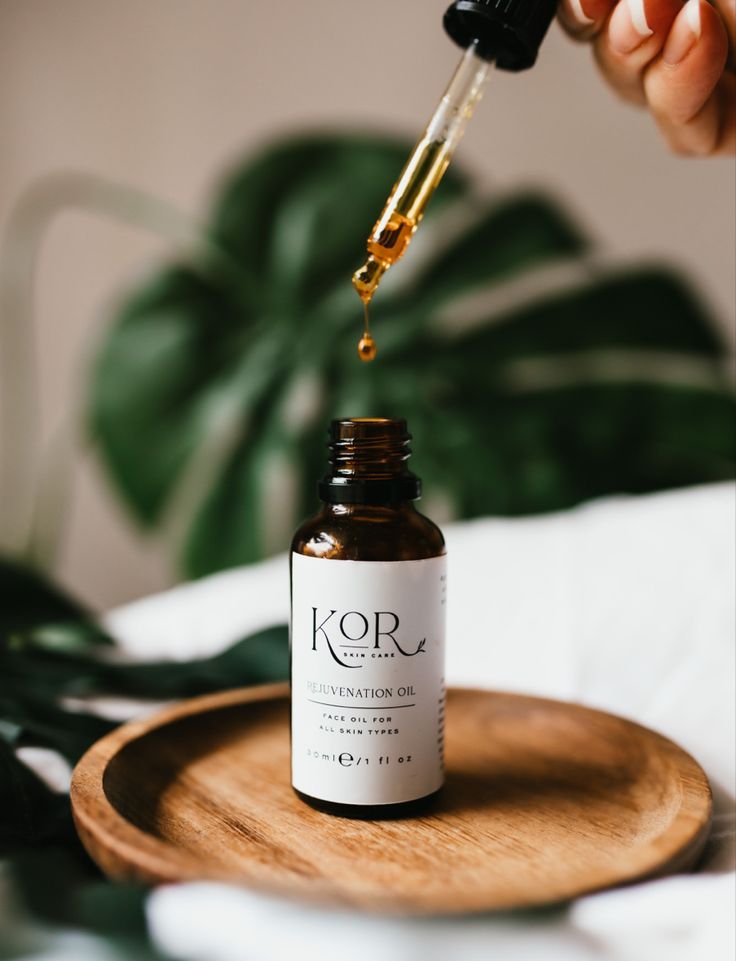 KOR
SKIN CARE
REJUVENATION OIL
FACE OIL FOR
ALL SKIN TYPES
30ml℮/1 fl oz